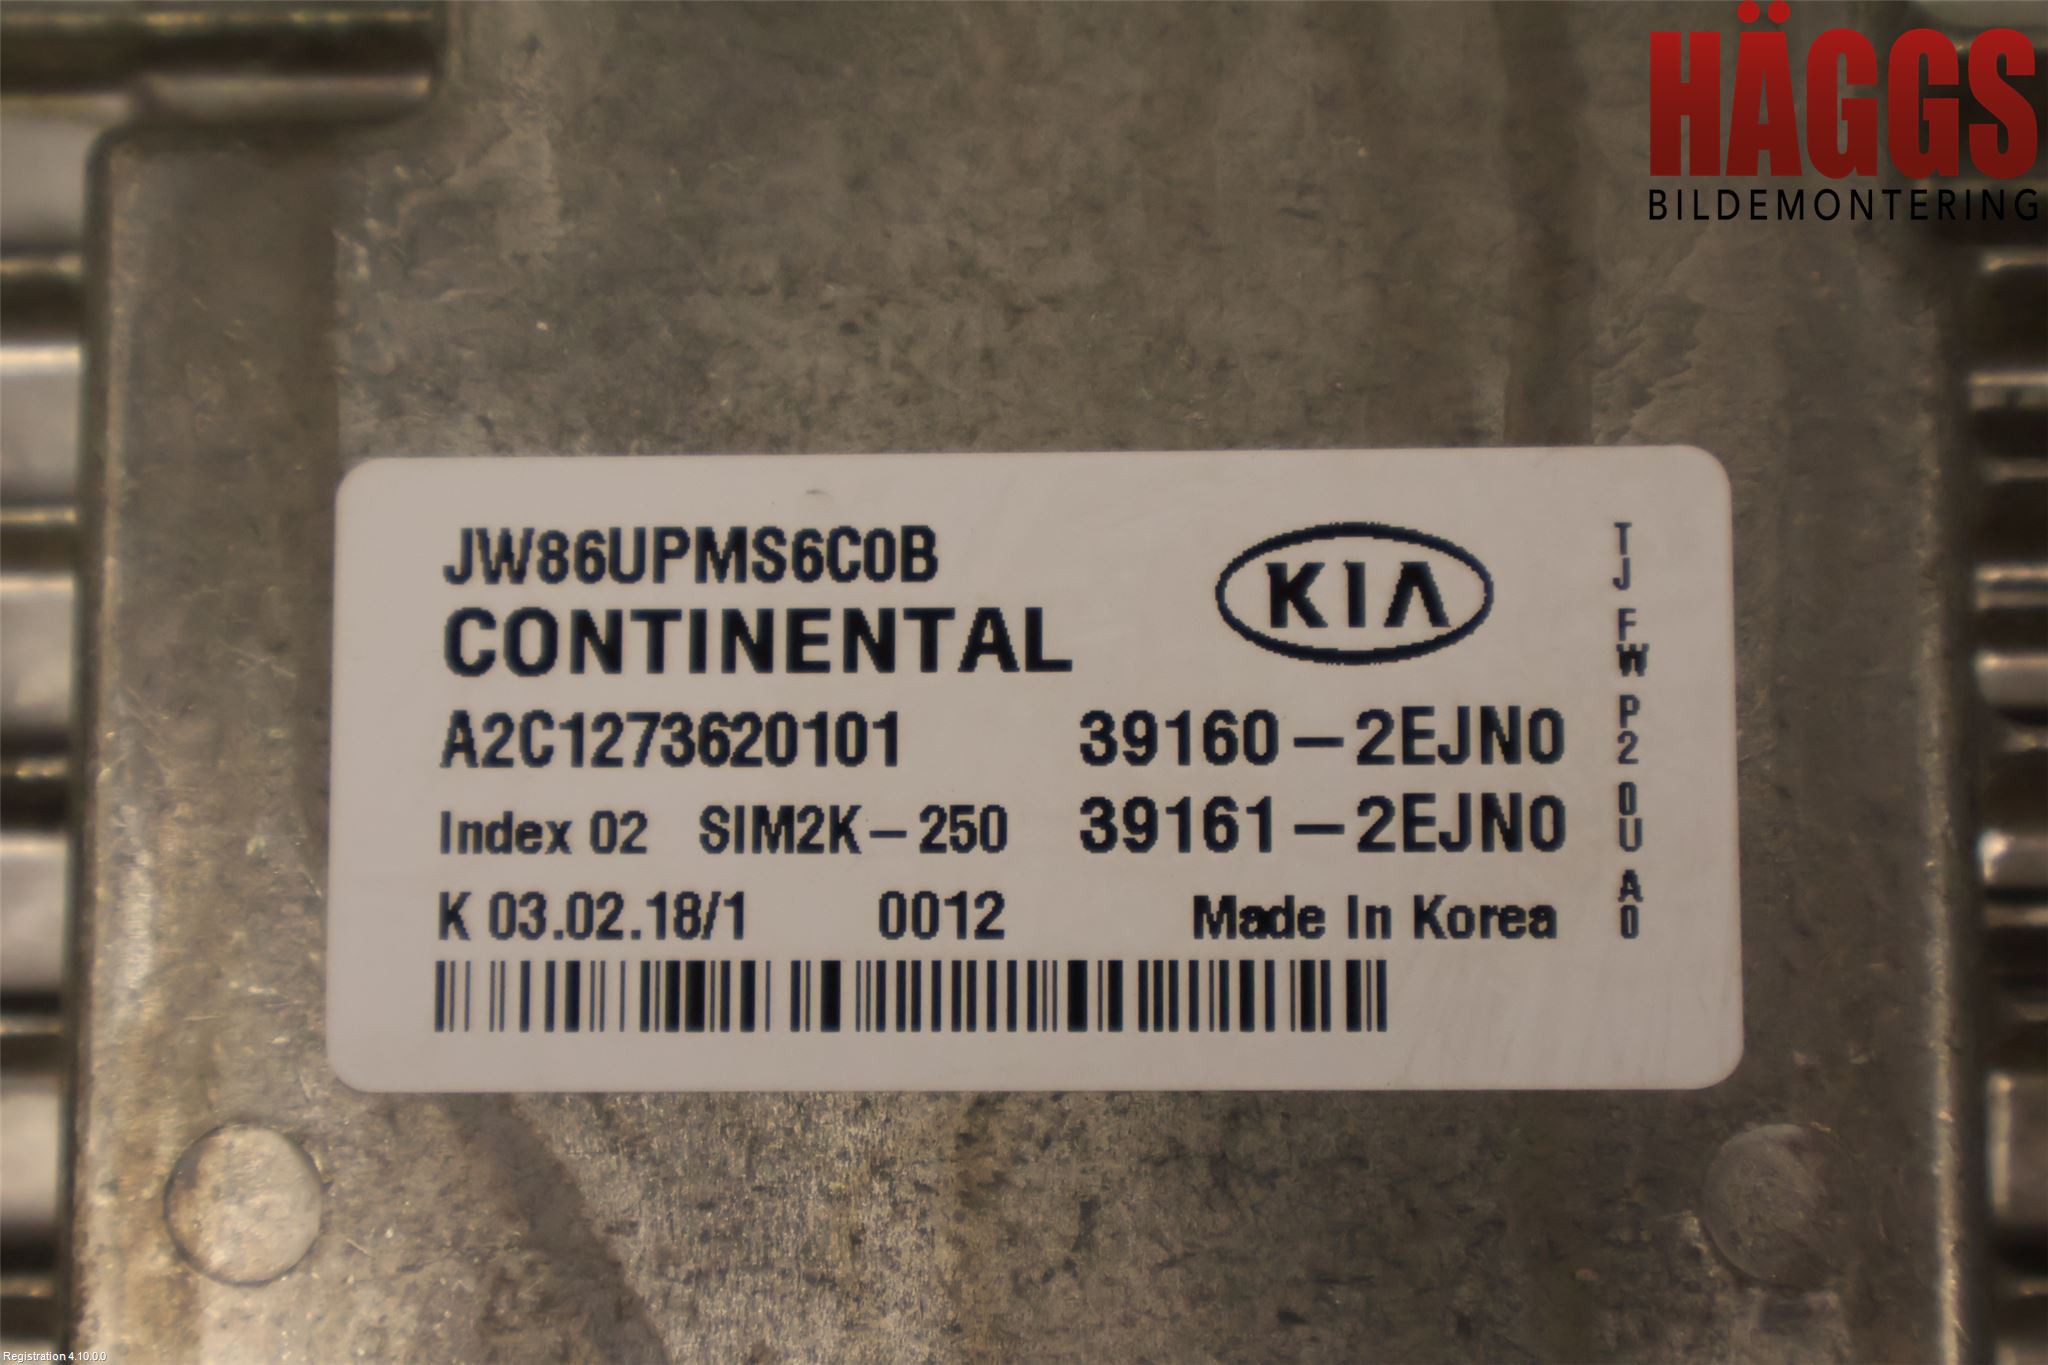 HÄGGS
BILDEMONTERING
JW86UPMS6C0B
KIA
CONTINENTAL
A2C1273620101 39160-2EJN0
Index 02 SIM2K-250 39161-2EJN0
K 03.02.18/1 0012 Made In Korea
TJ FW P2 0U A0
Registration 4.10.0.0